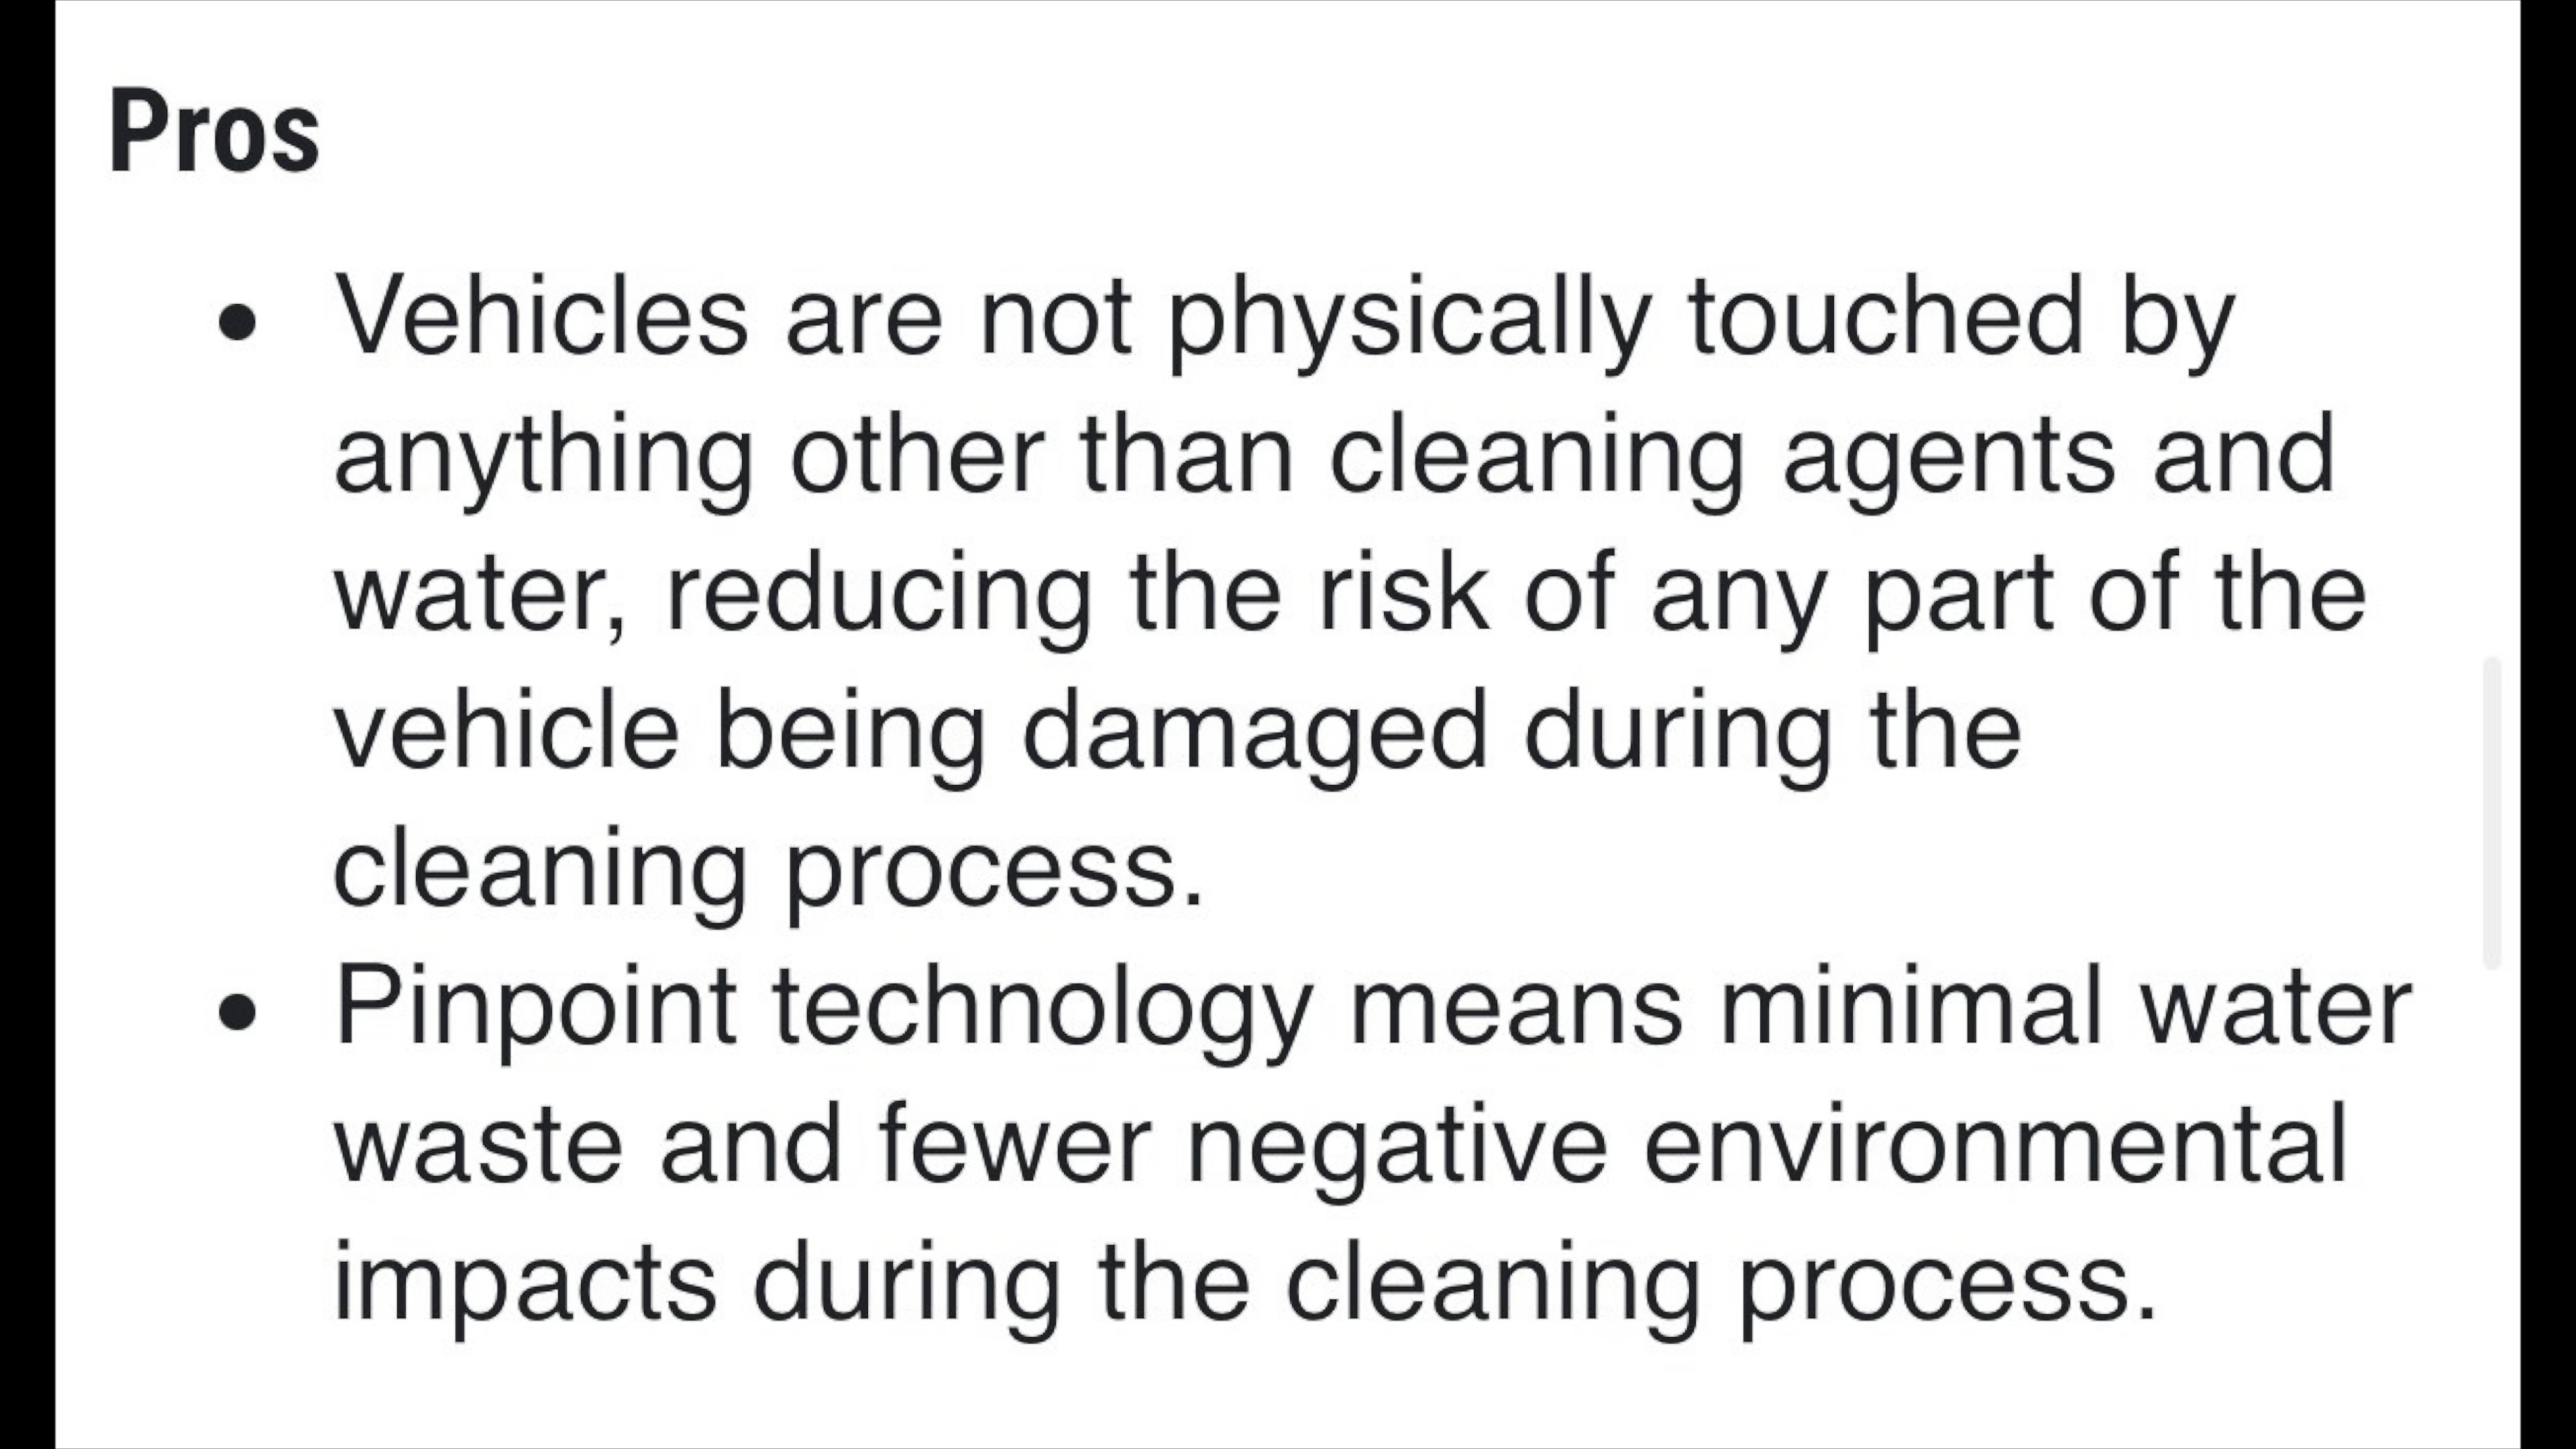 Pros
• Vehicles are not physically touched by
anything other than cleaning agents and
water, reducing the risk of any part of the
vehicle being damaged during the
cleaning process.
• Pinpoint technology means minimal water
waste and fewer negative environmental
impacts during the cleaning process.